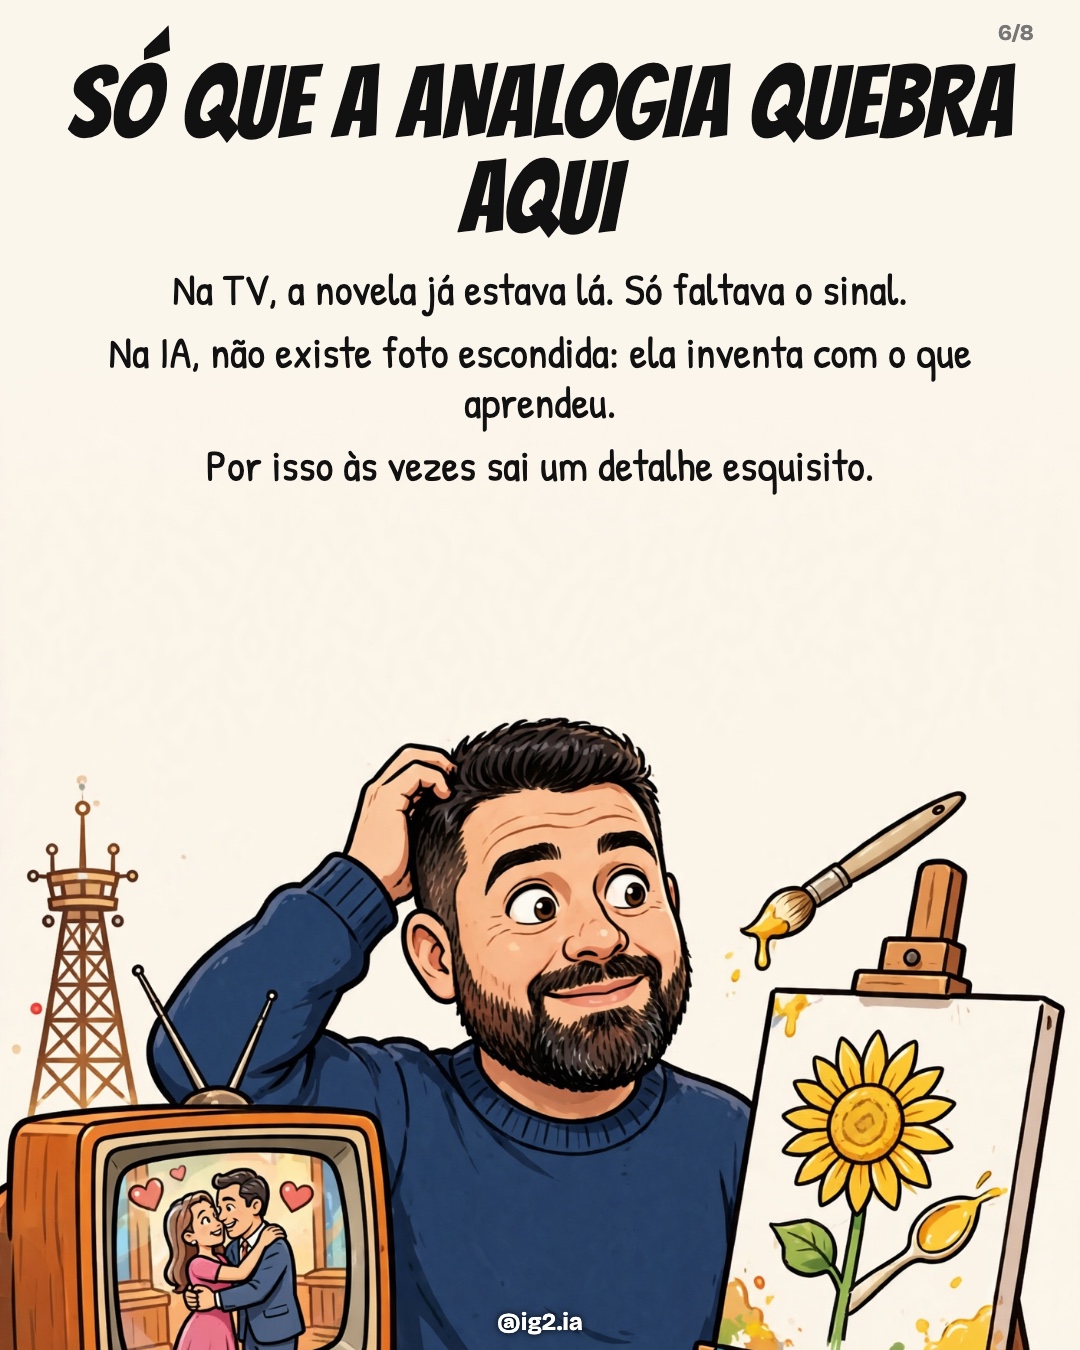 6/8
SÓ QUE A ANALOGIA QUEBRA
AQUI
Na TV, a novela já estava lá. Só faltava o sinal.
Na IA, não existe foto escondida: ela inventa com o que
aprendeu.
Por isso às vezes sai um detalhe esquisito.
@ig2.ia